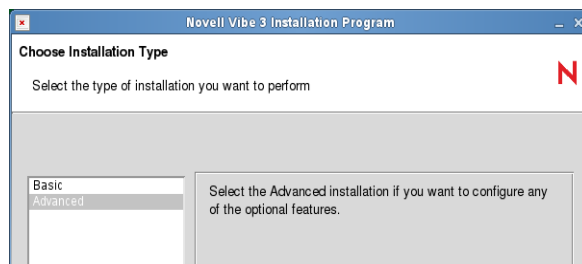 Novell Vibe 3 Installation Program
Choose Installation Type
Select the type of installation you want to perform
N
Basic
Advanced
Select the Advanced installation if you want to configure any
of the optional features.